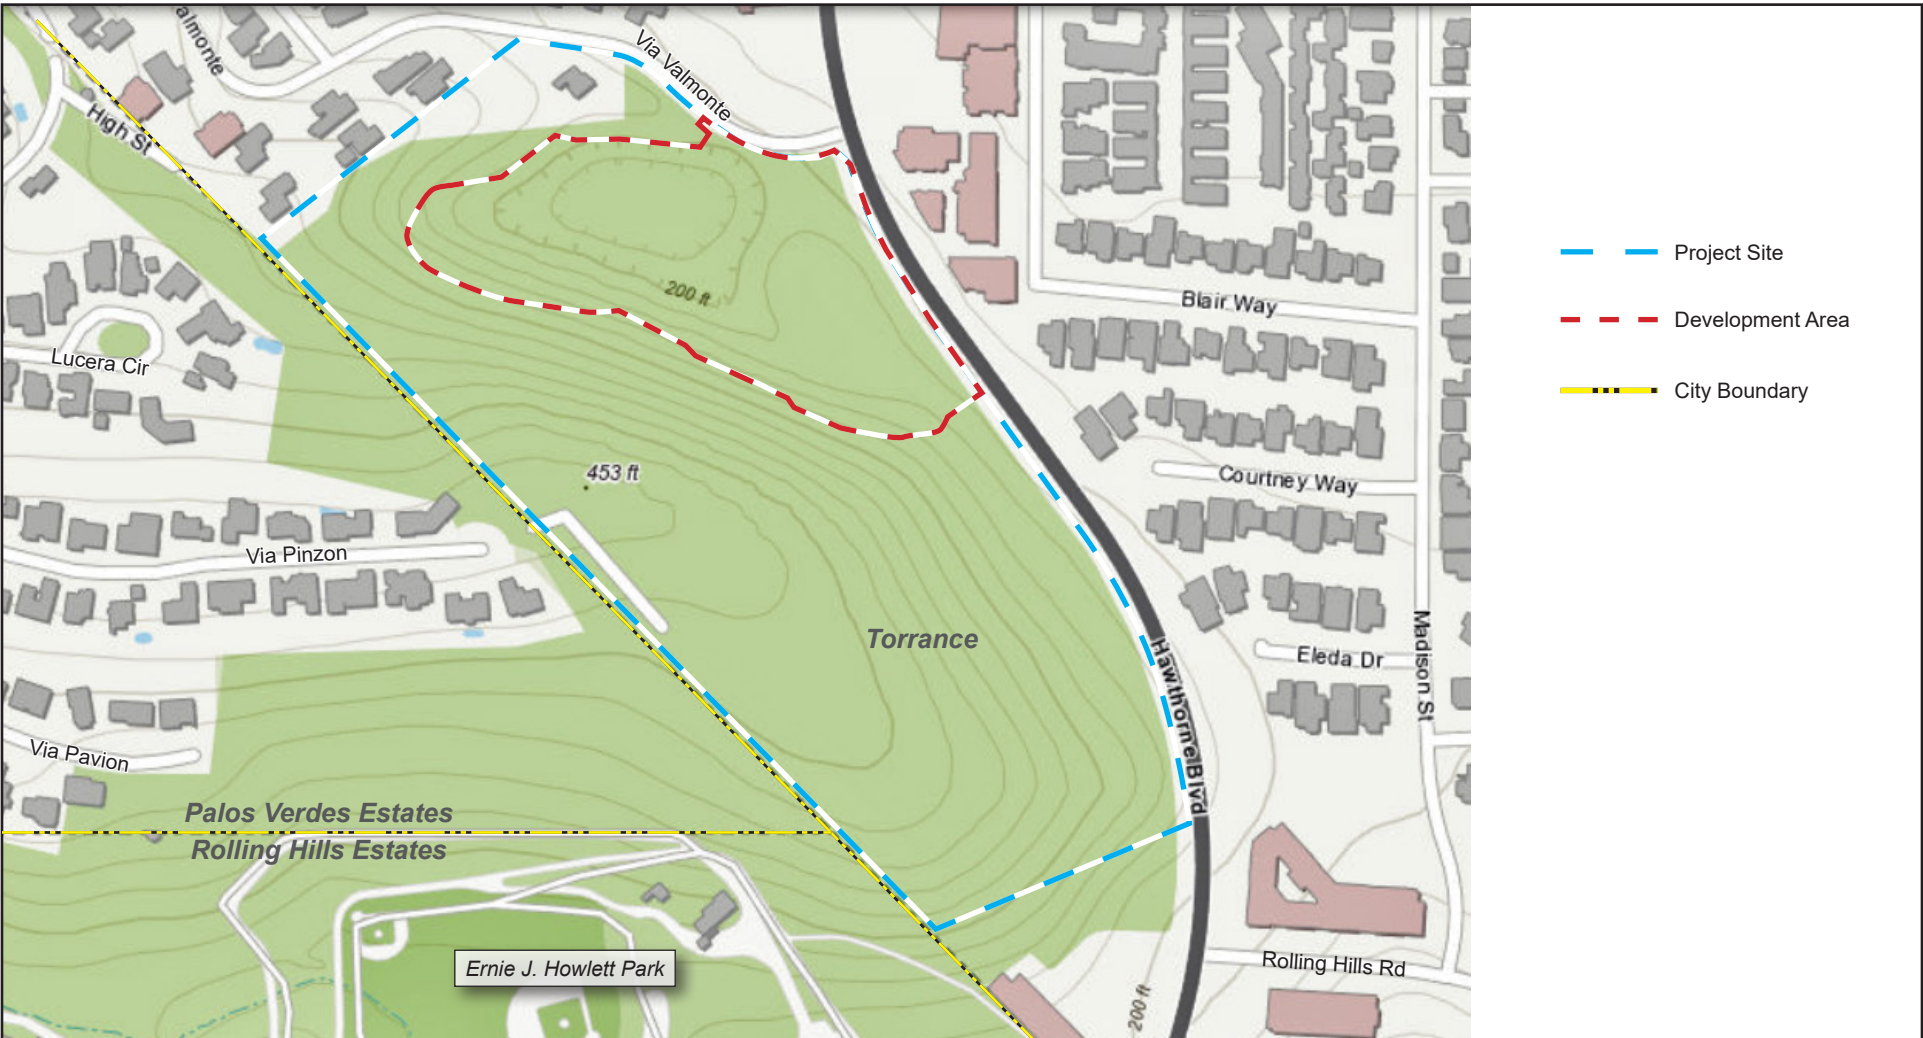 almonte
Via Valmonte
High St
200 ft
Blair Way
Lucera Cir
453 ft
Courtney Way
Via Pinzon
Torrance
Eleda Dr
Madison St
Hawthorne Blvd
Via Pavion
Palos Verdes Estates
Rolling Hills Estates
Ernie J. Howlett Park
Rolling Hills Rd
200 ft
Project Site
Development Area
City Boundary